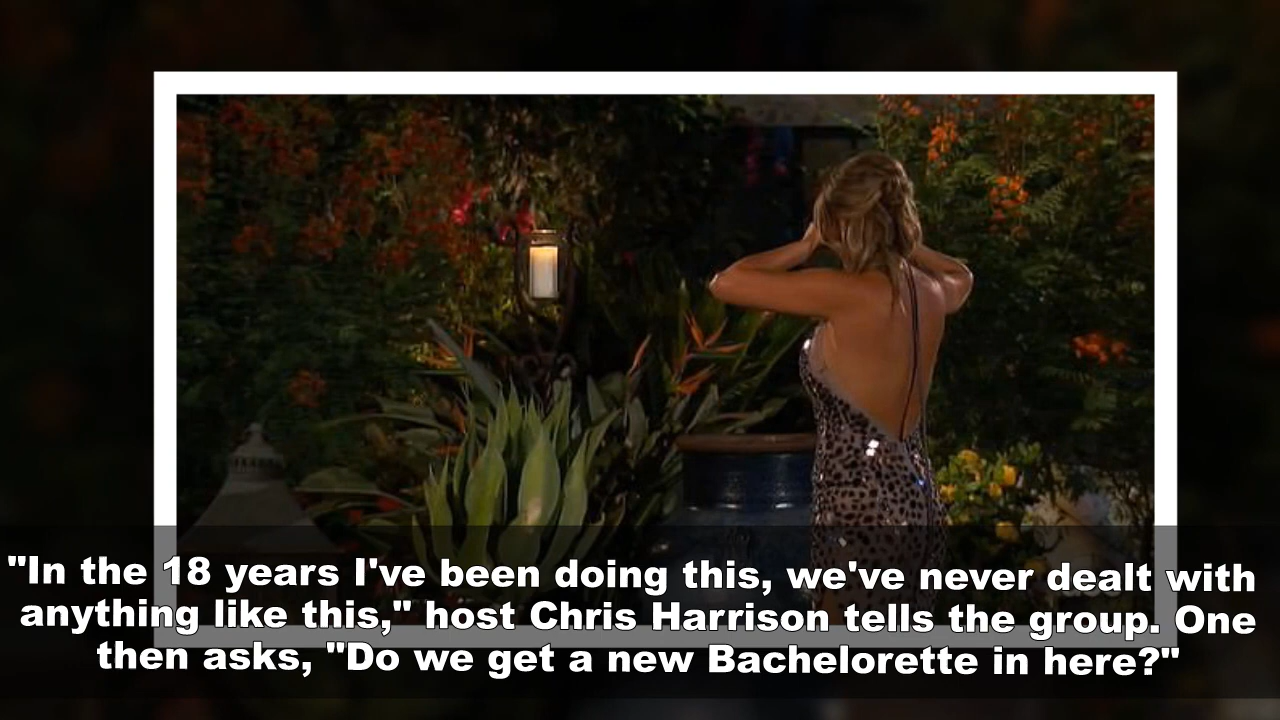 "In the 18 years I've been doing this, we've never dealt with
anything like this," host Chris Harrison tells the group. One
then asks, "Do we get a new Bachelorette in here?"